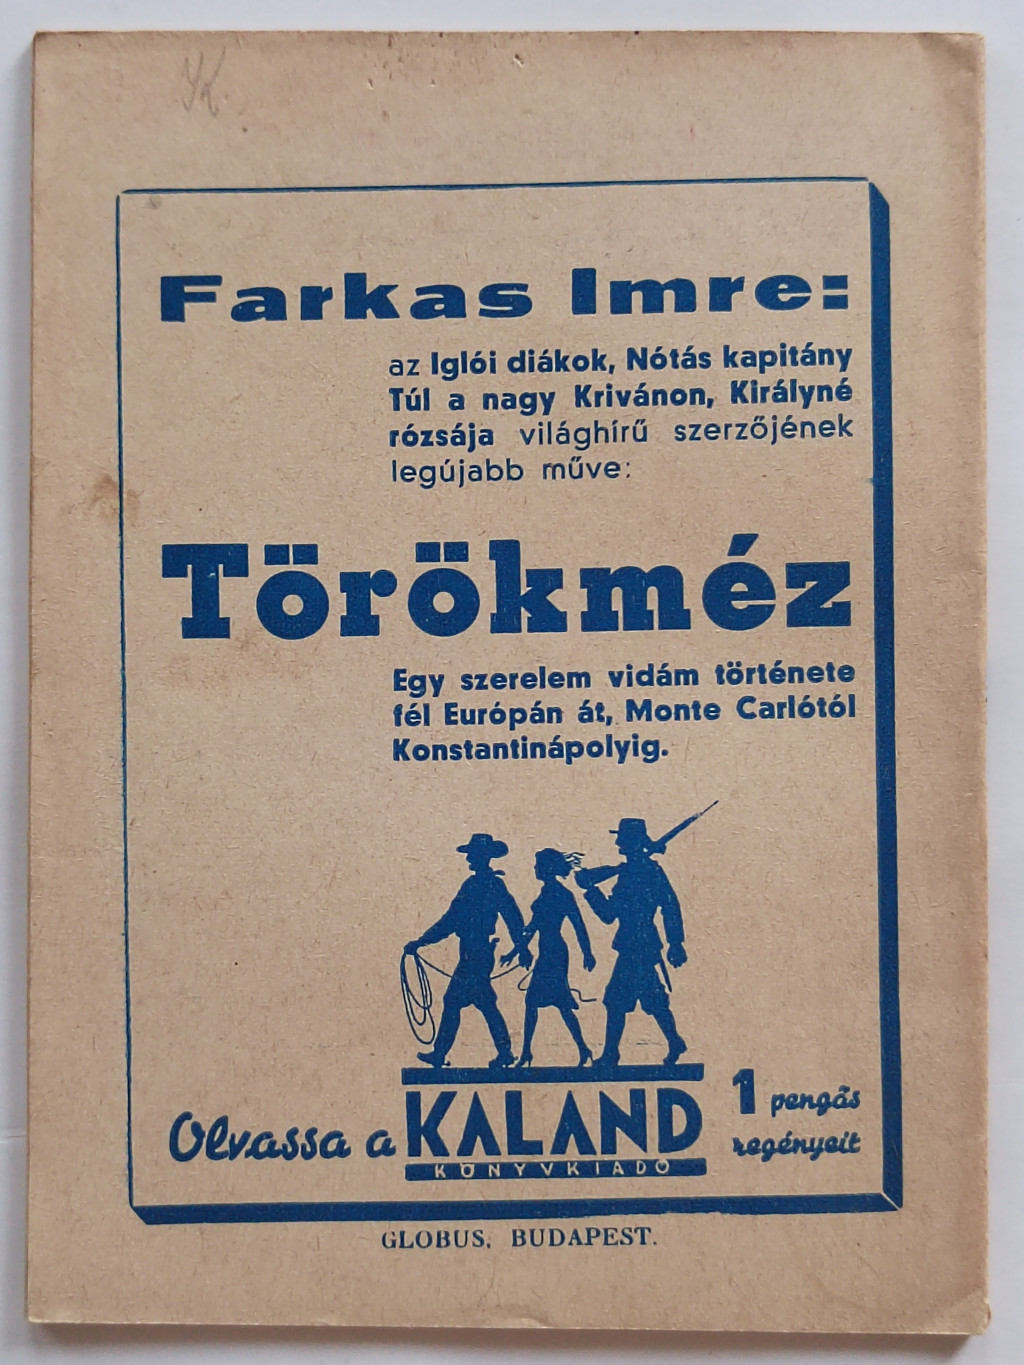 Farkas Imre:
az Iglói diákok, Nótás kapitány
Túl a nagy Krivánon, Királyné
rózsája világhírű szerzőjének
legújabb műve:
Törökméz
Egy szerelem vidám története
fél Európán át, Monte Carlótól
Konstantinápolyig.
Olvassa a KALAND 1 pengős
KÖNYVKIADÓ regényeit
GLOBUS, BUDAPEST.